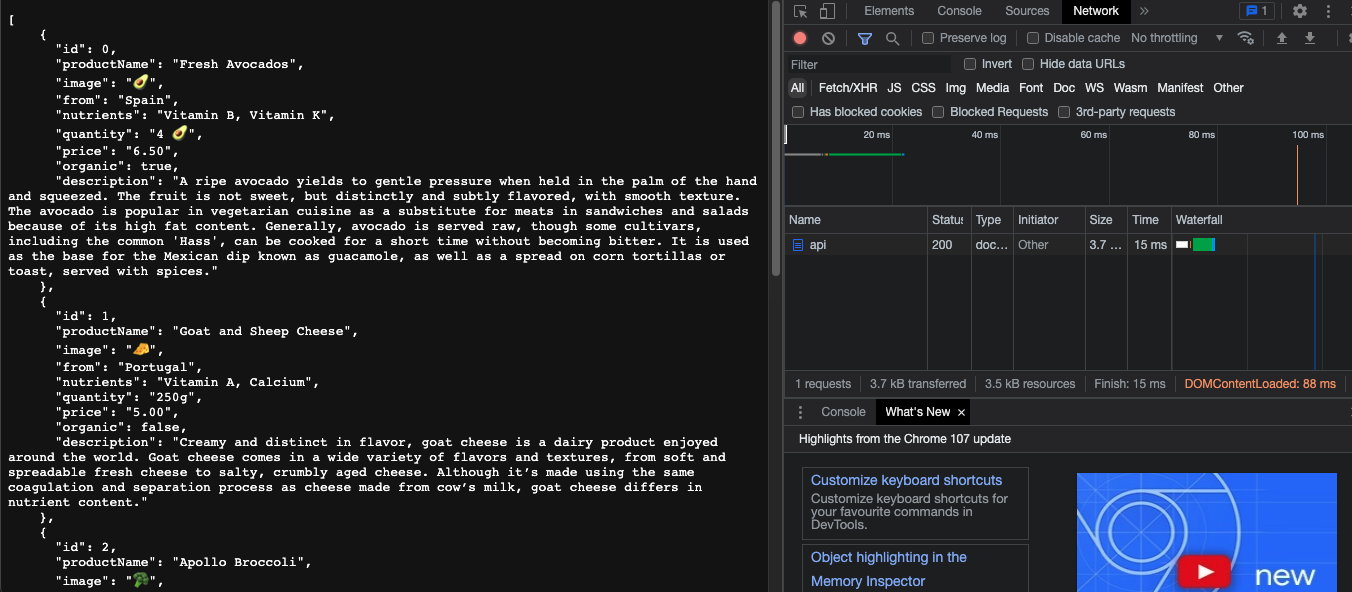 [
{
"id": 0,
"productName": "Fresh Avocados",
"image": "🥑",
"from": "Spain",
"nutrients": "Vitamin B, Vitamin K",
"quantity": "4 🥑",
"price": "6.50",
"organic": true,
"description": "A ripe avocado yields to gentle pressure when held in the palm of the hand
and squeezed. The fruit is not sweet, but distinctly and subtly flavored, with smooth texture.
The avocado is popular in vegetarian cuisine as a substitute for meats in sandwiches and salads
because of its high fat content. Generally, avocado is served raw, though some cultivars,
including the common 'Hass', can be cooked for a short time without becoming bitter. It is used
as the base for the Mexican dip known as guacamole, as well as a spread on corn tortillas or
toast, served with spices."
},
{
"id": 1,
"productName": "Goat and Sheep Cheese",
"image": "🧀",
"from": "Portugal",
"nutrients": "Vitamin A, Calcium",
"quantity": "250g",
"price": "5.00",
"organic": false,
"description": "Creamy and distinct in flavor, goat cheese is a dairy product enjoyed
around the world. Goat cheese comes in a wide variety of flavors and textures, from soft and
spreadable fresh cheese to salty, crumbly aged cheese. Although it’s made using the same
coagulation and separation process as cheese made from cow’s milk, goat cheese differs in
nutrient content."
},
{
"id": 2,
"productName": "Apollo Broccoli",
"image": "🥦",
Elements Console Sources Network » 1
Preserve log Disable cache No throttling
Filter Invert Hide data URLs
All Fetch/XHR JS CSS Img Media Font Doc WS Wasm Manifest Other
Has blocked cookies Blocked Requests 3rd-party requests
20 ms 40 ms 60 ms 80 ms 100 ms
Name Status Type Initiator Size Time Waterfall
api 200 doc... Other 3.7 ... 15 ms
1 requests 3.7 kB transferred 3.5 kB resources Finish: 15 ms DOMContentLoaded: 88 ms
Console What's New ×
Highlights from the Chrome 107 update
Customize keyboard shortcuts
Customize keyboard shortcuts for
your favourite commands in
DevTools.
Object highlighting in the
Memory Inspector
new